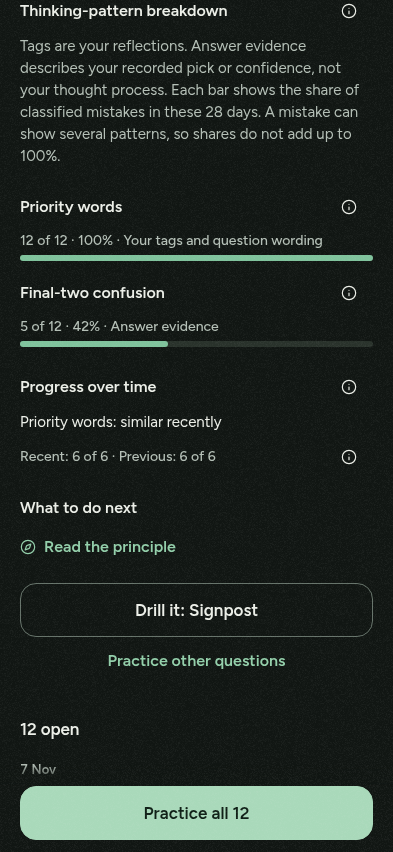 Thinking-pattern breakdown
Tags are your reflections. Answer evidence
describes your recorded pick or confidence, not
your thought process. Each bar shows the share of
classified mistakes in these 28 days. A mistake can
show several patterns, so shares do not add up to
100%.
Priority words
12 of 12 · 100% · Your tags and question wording
Final-two confusion
5 of 12 · 42% · Answer evidence
Progress over time
Priority words: similar recently
Recent: 6 of 6 · Previous: 6 of 6
What to do next
Read the principle
Drill it: Signpost
Practice other questions
12 open
7 Nov
Practice all 12